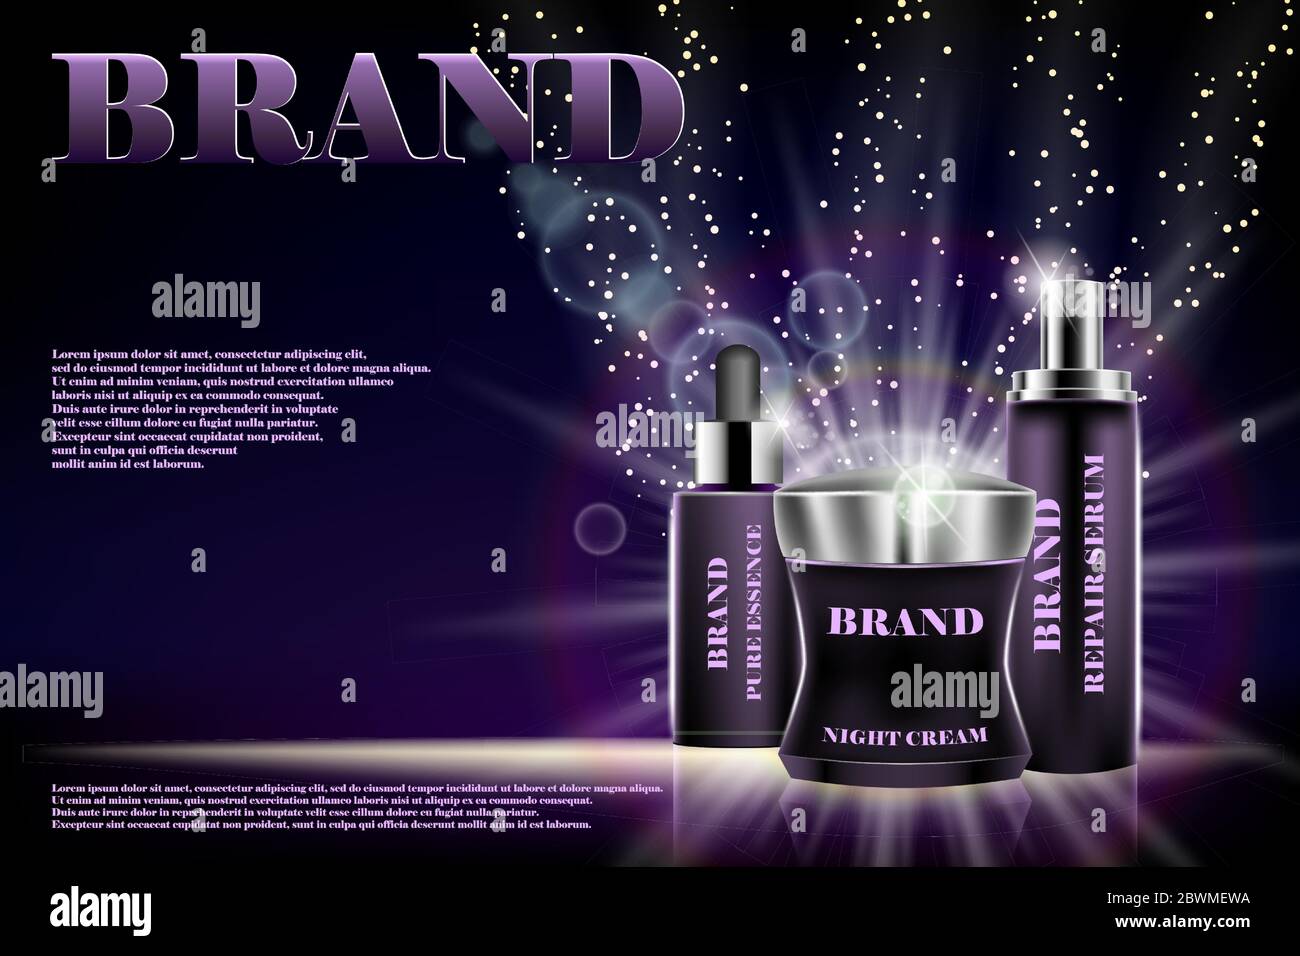 BRAND
Lorem ipsum dolor sit amet, consectetur adipiscing elit,
sed do eiusmod tempor incididunt ut labore et dolore magna aliqua.
Ut enim ad minim veniam, quis nostrud exercitation ullamco
laboris nisi ut aliquip ex ea commodo consequat.
Duis aute irure dolor in reprehenderit in voluptate
velit esse cillum dolore eu fugiat nulla pariatur.
Excepteur sint occaecat cupidatat non proident,
sunt in culpa qui officia deserunt
mollit anim id est laborum.
BRAND
PURE ESSENCE
BRAND
NIGHT CREAM
BRAND
REPAIR SERUM
Lorem ipsum dolor sit amet, consectetur adipiscing elit, sed do eiusmod tempor incididunt ut labore et dolore magna aliqua.
Ut enim ad minim veniam, quis nostrud exercitation ullamco laboris nisi ut aliquip ex ea commodo consequat.
Duis aute irure dolor in reprehenderit in voluptate velit esse cillum dolore eu fugiat nulla pariatur.
Excepteur sint occaecat cupidatat non proident, sunt in culpa qui officia deserunt mollit anim id est laborum.
a alamy
alamy
Image ID: 2BWMEWA
www.alamy.com